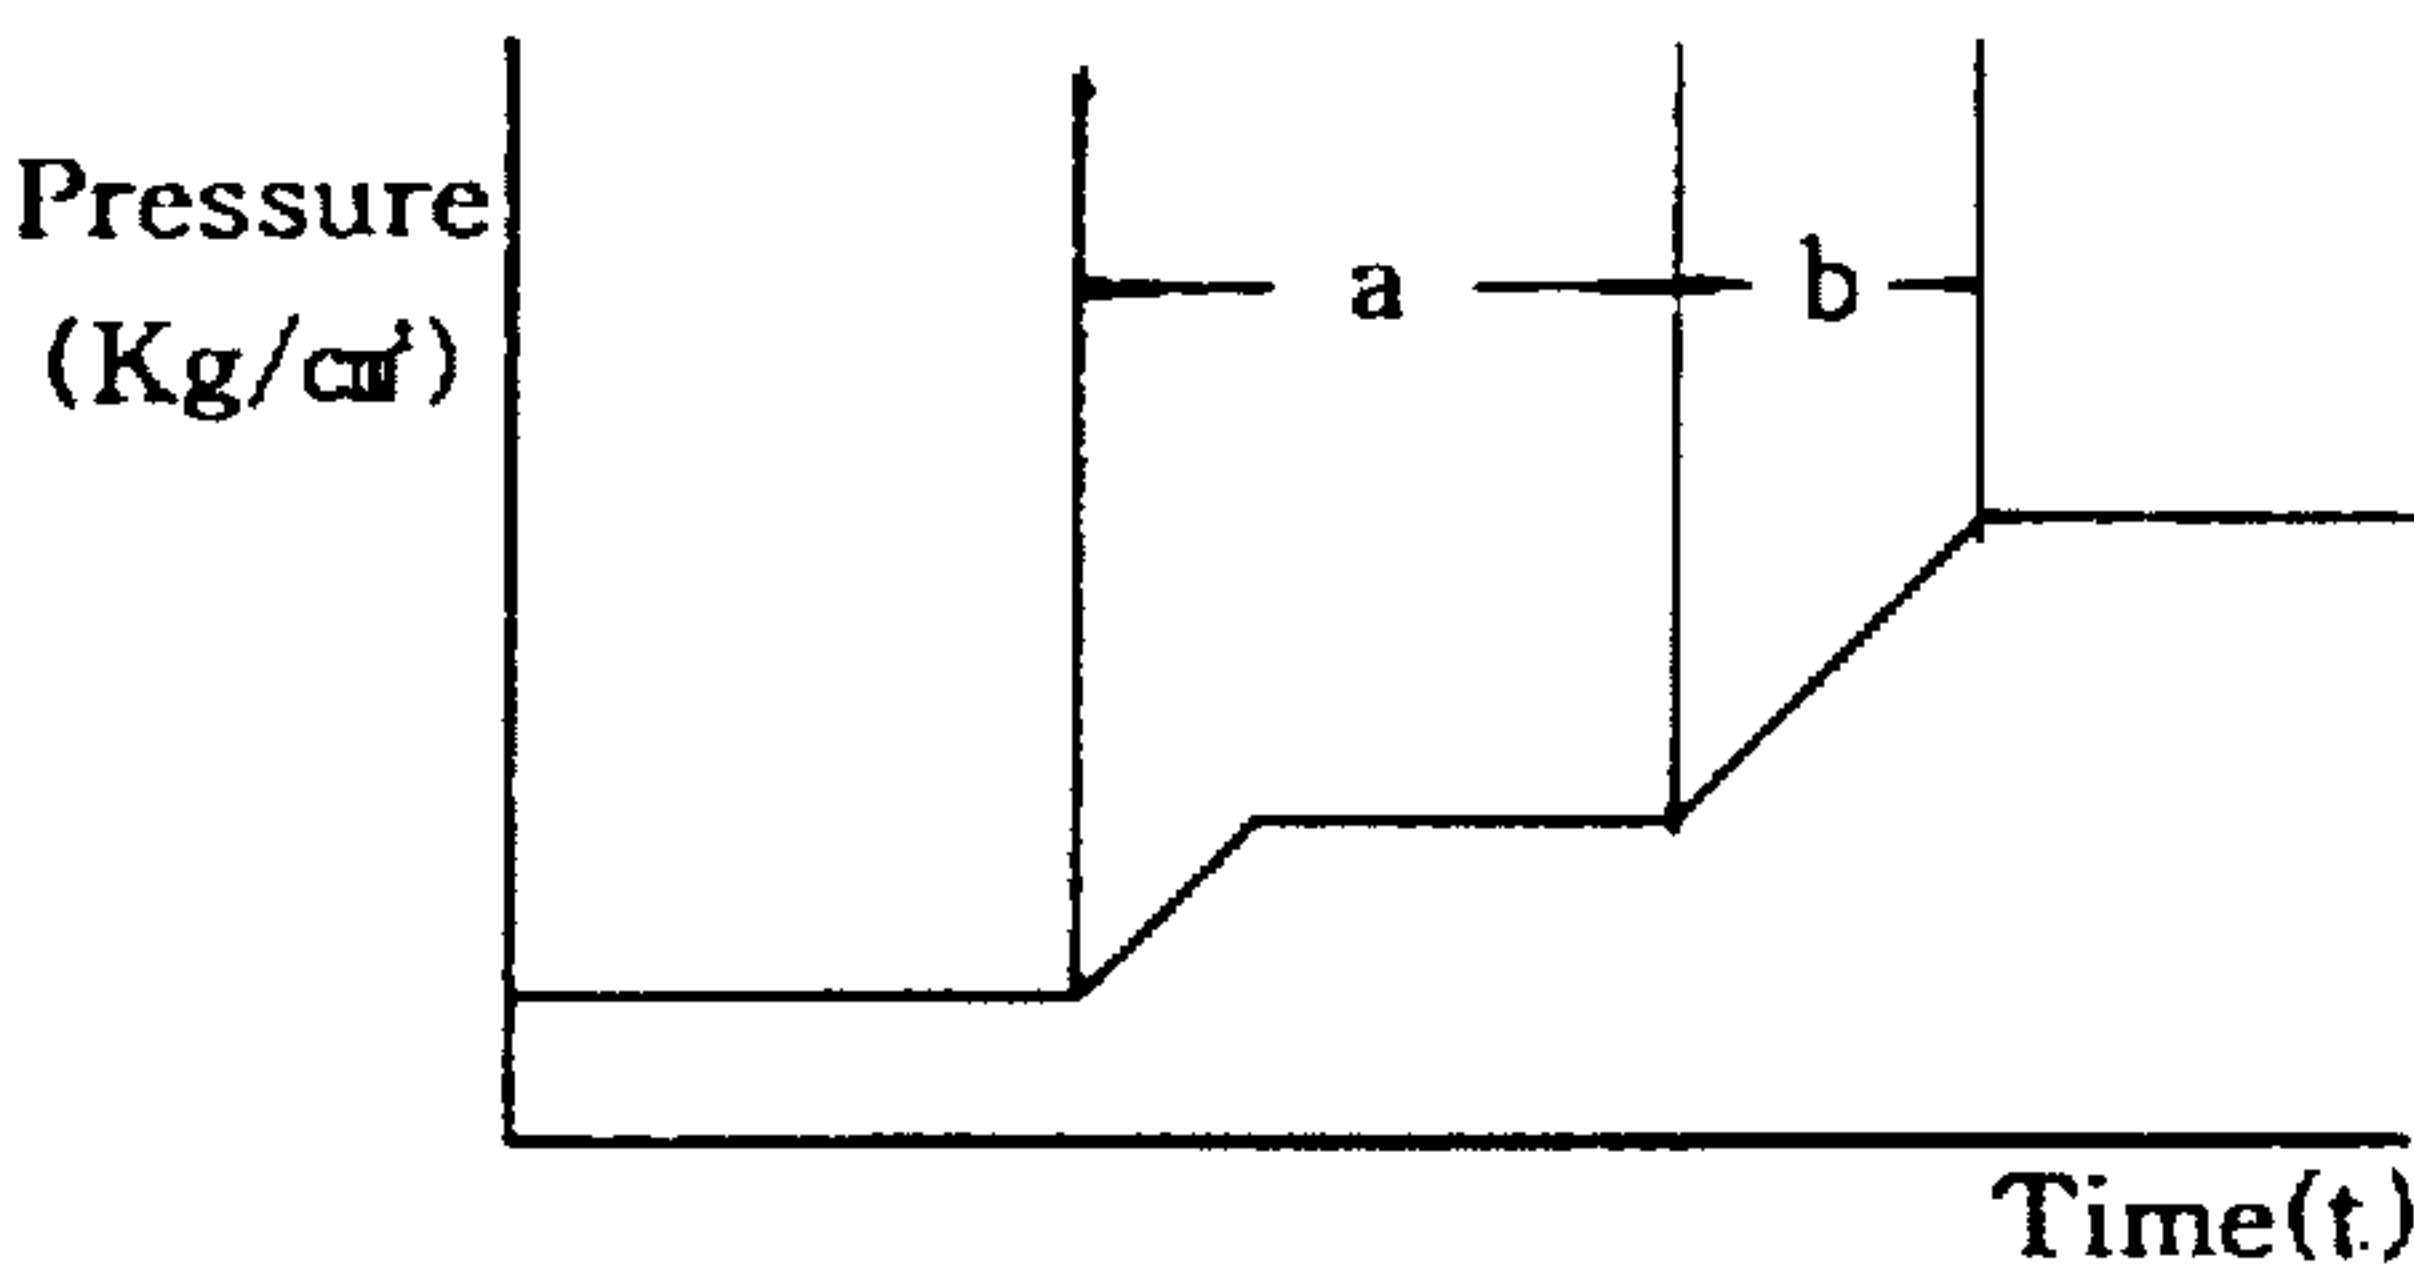 Pressure
(Kg/㎠)
a b
Time(t.)